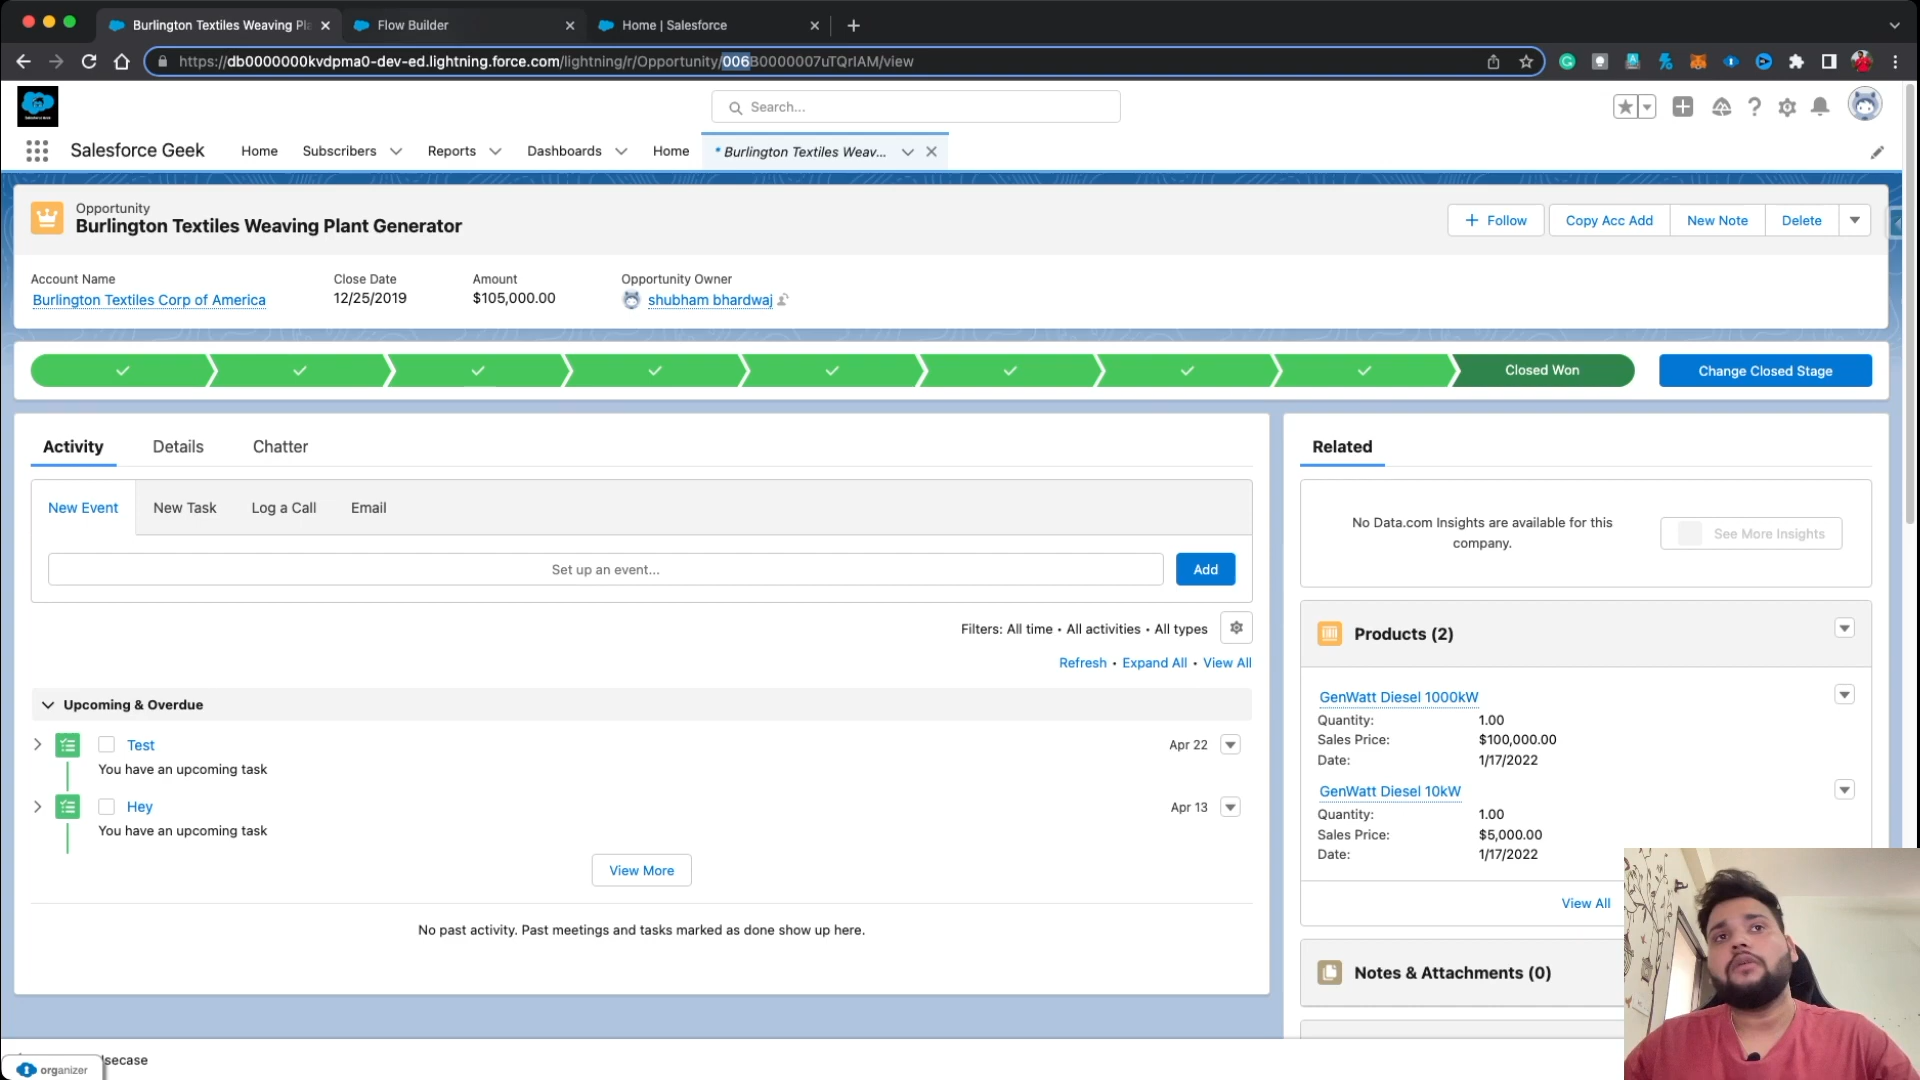 Burlington Textiles Weaving Pla
Flow Builder
Home | Salesforce
https://db0000000kvdpma0-dev-ed.lightning.force.com/lightning/r/Opportunity/006B0000007uTQrIAM/view
Search...
Salesforce Geek
Home
Subscribers
Reports
Dashboards
Home
* Burlington Textiles Weav...
Opportunity
Burlington Textiles Weaving Plant Generator
Follow
Copy Acc Add
New Note
Delete
Account Name
Close Date
Amount
Opportunity Owner
Burlington Textiles Corp of America
12/25/2019
$105,000.00
shubham bhardwaj
Closed Won
Change Closed Stage
Activity
Details
Chatter
Related
New Event
New Task
Log a Call
Email
Set up an event...
Add
No Data.com Insights are available for this
company.
See More Insights
Filters: All time • All activities • All types
Refresh • Expand All • View All
Products (2)
Upcoming & Overdue
Test
Apr 22
You have an upcoming task
Hey
Apr 13
You have an upcoming task
View More
No past activity. Past meetings and tasks marked as done show up here.
GenWatt Diesel 1000kW
Quantity: 1.00
Sales Price: $100,000.00
Date: 1/17/2022
GenWatt Diesel 10kW
Quantity: 1.00
Sales Price: $5,000.00
Date: 1/17/2022
View All
Notes & Attachments (0)
organizer